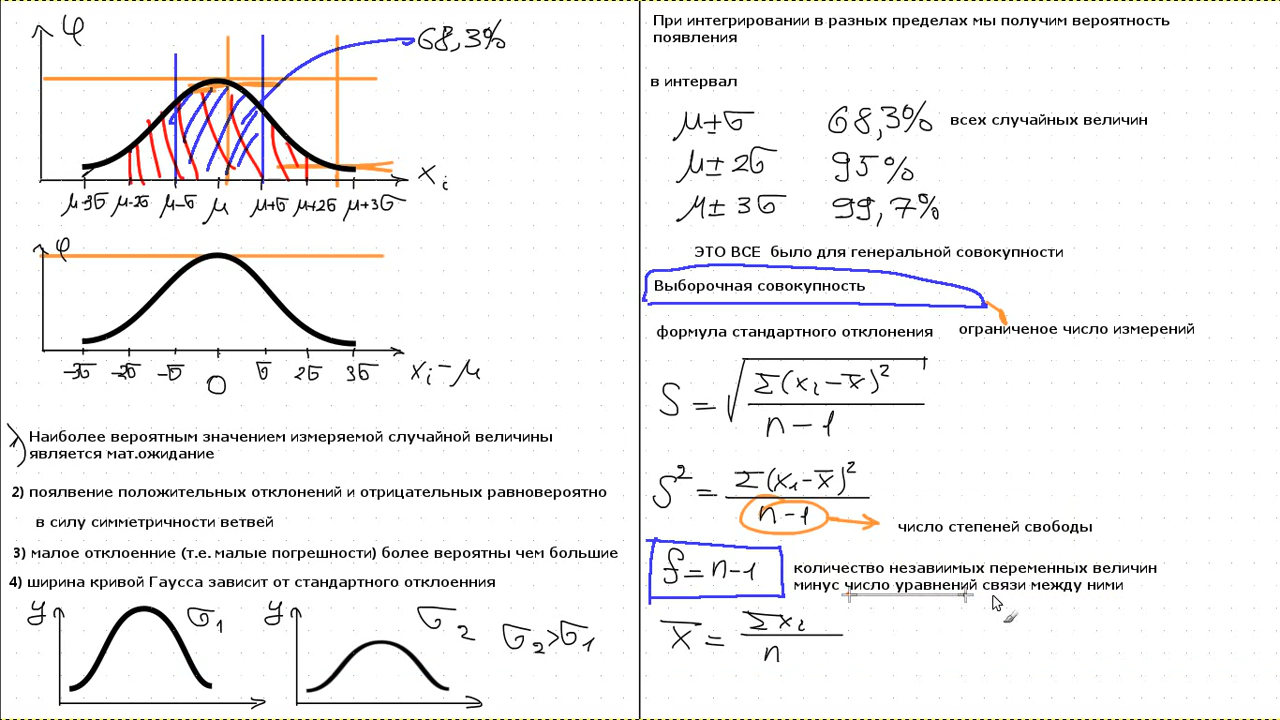 φ
68,3%
x i
μ-3σ μ-2σ μ-σ μ μ+σ μ+2σ μ+3σ
φ
-3σ -2σ -σ 0 σ 2σ 3σ x i - μ
1) Наиболее вероятным значением измеряемой случайной величины
является мат.ожидание
2) поялвение положительных отклонений и отрицательных равновероятно
в силу симметричности ветвей
3) малое отклоенние (т.е. малые погрешности) более вероятны чем большие
4) ширина кривой Гаусса зависит от стандартного отклоенния
y σ1 y σ2 σ2>σ1
При интегрировании в разных пределах мы получим вероятность
появления
в интервал
μ±σ 68,3% всех случайных величин
μ±2σ 95%
μ±3σ 99,7%
ЭТО ВСЕ было для генеральной совокупности
Выборочная совокупность
формула стандартного отклонения ограниченое число измерений
S = √(Σ(xi-x̄)²/(n-1))
S² = Σ(xi-x̄)²/(n-1)
число степеней свободы
f=n-1 количество незавиимых переменных величин
минус число уравнений связи между ними
x̄ = Σxi/n